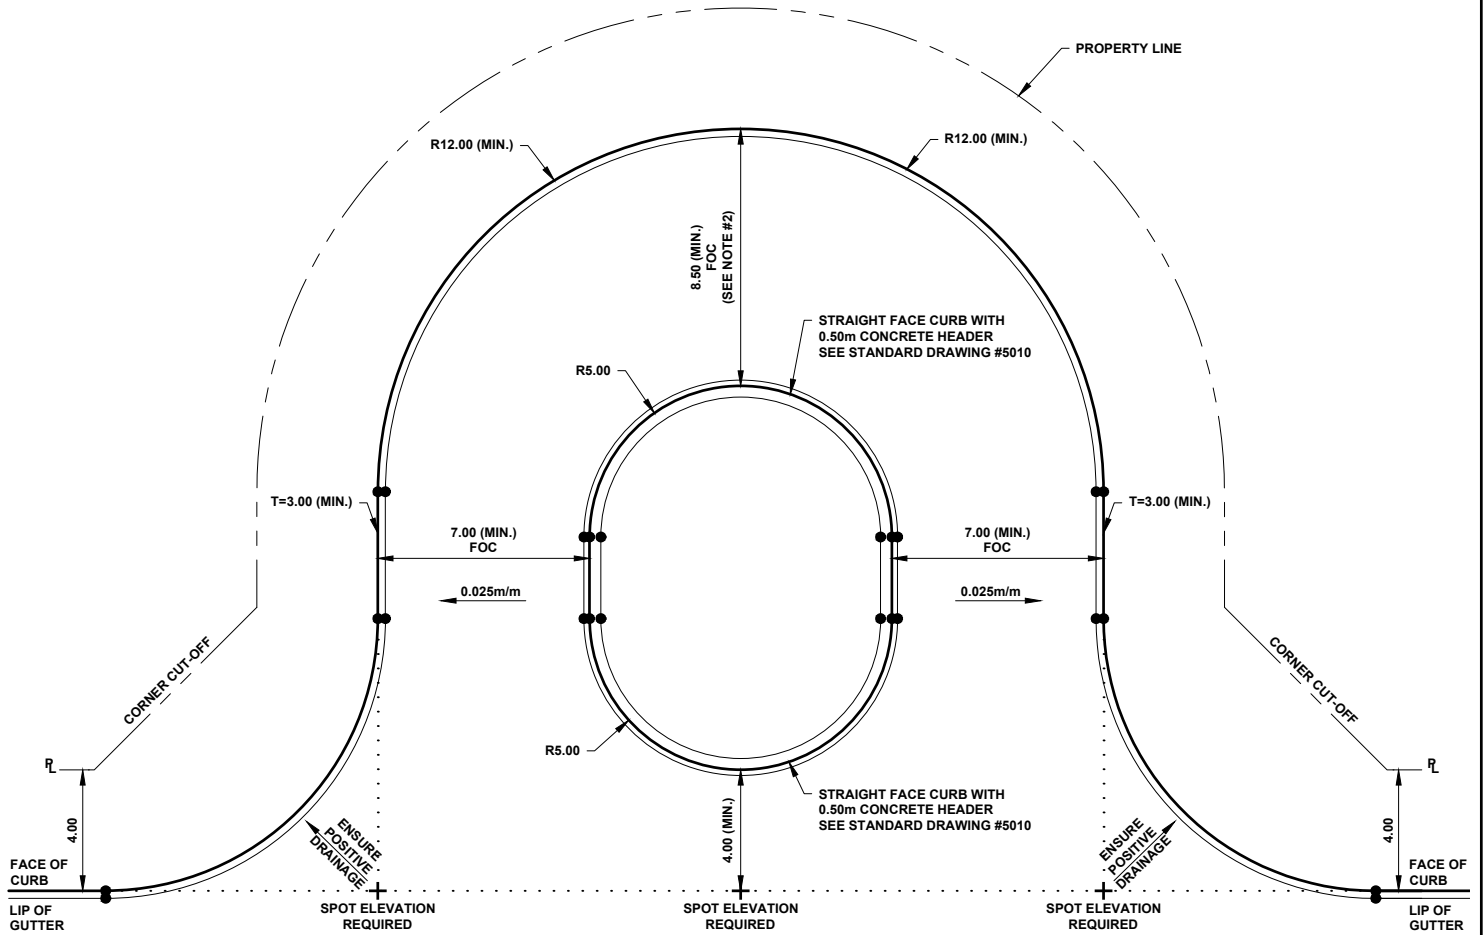 PROPERTY LINE
R12.00 (MIN.)
R12.00 (MIN.)
8.50 (MIN.)
FOC
(SEE NOTE #2)
STRAIGHT FACE CURB WITH
0.50m CONCRETE HEADER
SEE STANDARD DRAWING #5010
R5.00
T=3.00 (MIN.)
T=3.00 (MIN.)
7.00 (MIN.)
FOC
7.00 (MIN.)
FOC
0.025m/m
0.025m/m
CORNER CUT-OFF
CORNER CUT-OFF
R5.00
PL
PL
STRAIGHT FACE CURB WITH
0.50m CONCRETE HEADER
SEE STANDARD DRAWING #5010
4.00
4.00 (MIN.)
4.00
ENSURE
POSITIVE
DRAINAGE
ENSURE
POSITIVE
DRAINAGE
FACE OF
CURB
FACE OF
CURB
LIP OF
GUTTER
SPOT ELEVATION
REQUIRED
SPOT ELEVATION
REQUIRED
SPOT ELEVATION
REQUIRED
LIP OF
GUTTER